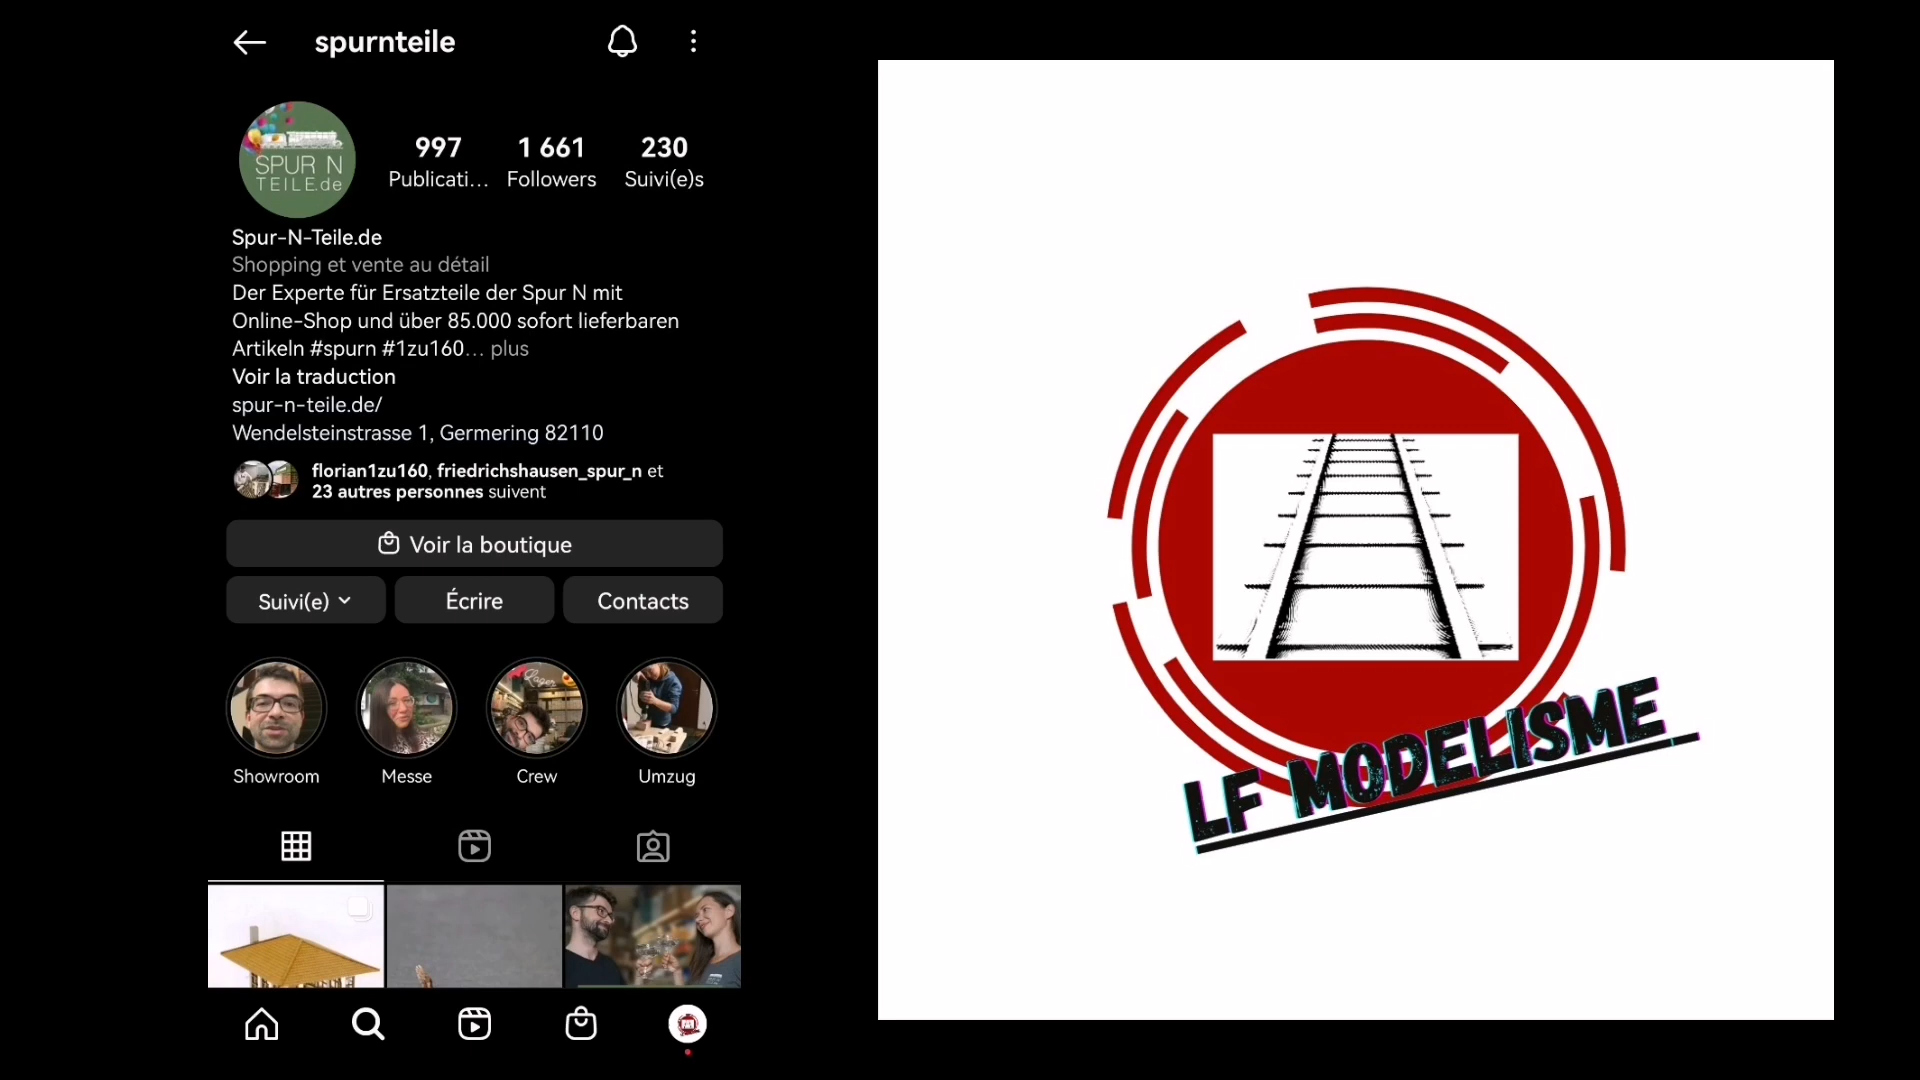 spurnteile
SPUR N
TEILE.de
997
Publicati...
1 661
Followers
230
Suivi(e)s
Spur-N-Teile.de
Shopping et vente au détail
Der Experte für Ersatzteile der Spur N mit
Online-Shop und über 85.000 sofort lieferbaren
Artikeln #spurn #1zu160... plus
Voir la traduction
spur-n-teile.de/
Wendelsteinstrasse 1, Germering 82110
florian1zu160, friedrichshausen_spur_n et
23 autres personnes suivent
Voir la boutique
Suivi(e)
Écrire
Contacts
Lager
Showroom
Messe
Crew
Umzug
LF MODELISME